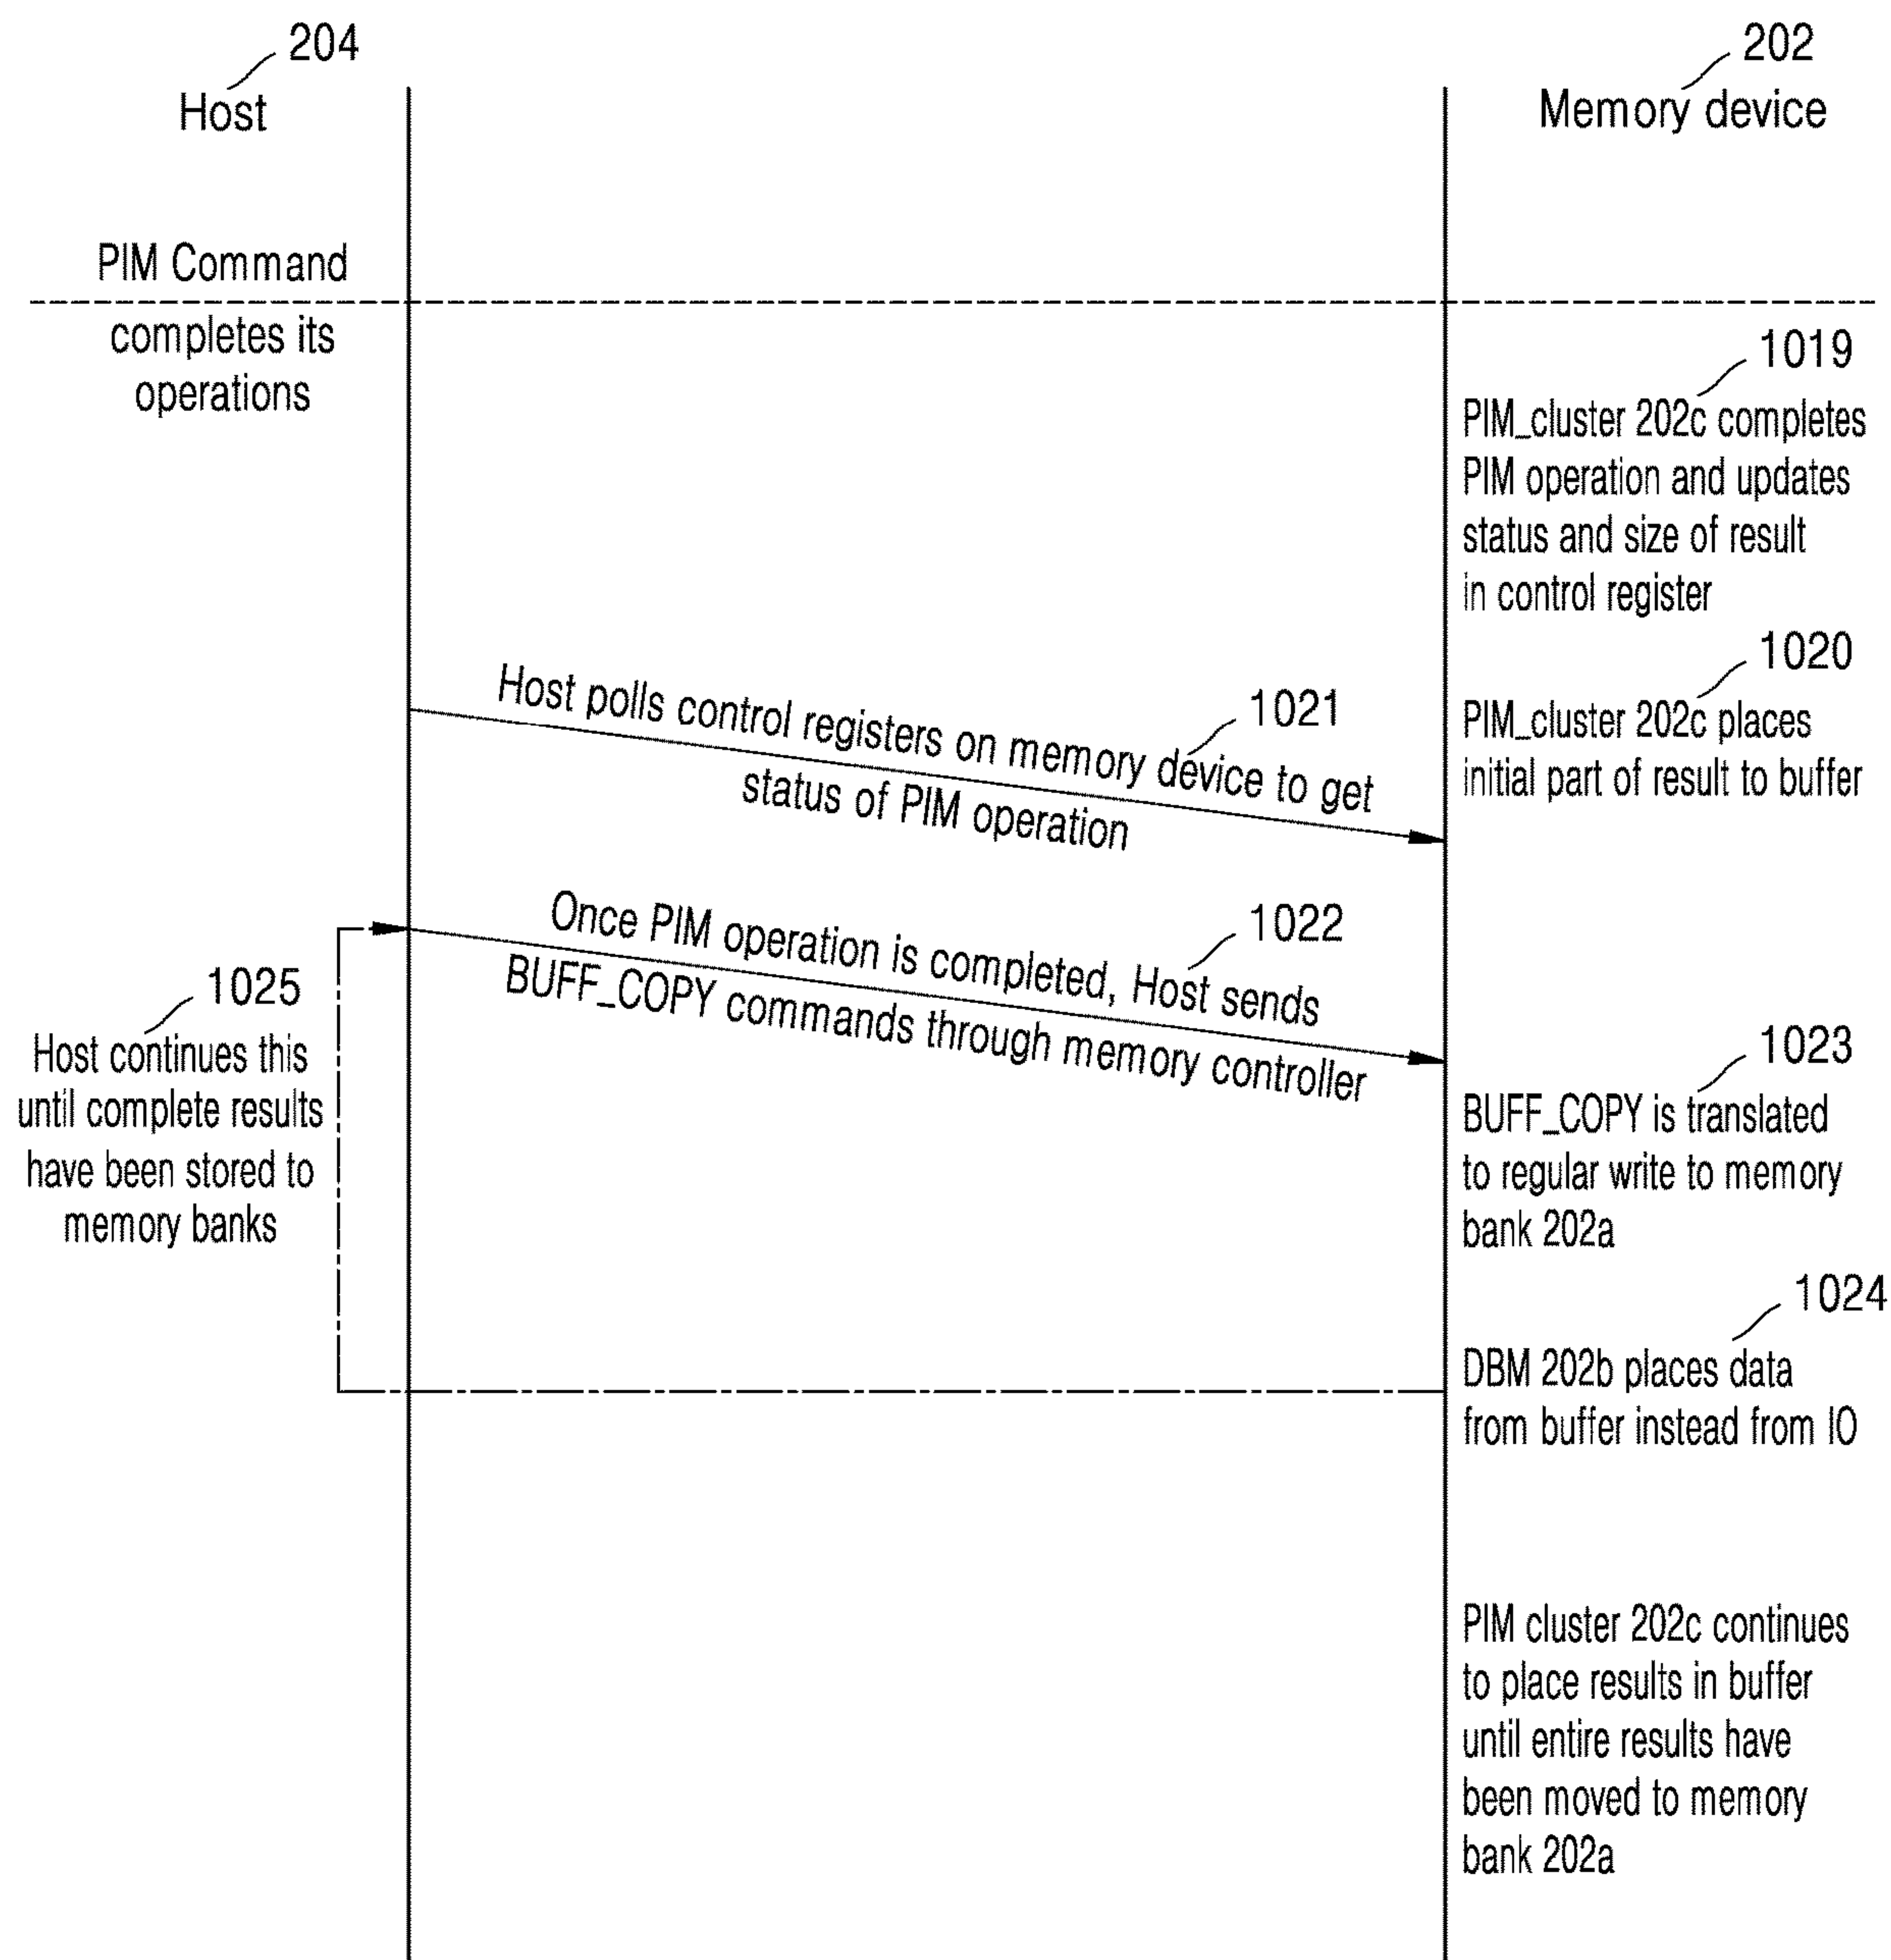 204
Host
202
Memory device
PIM Command
completes its
operations
1019
PIM_cluster 202c completes
PIM operation and updates
status and size of result
in control register
1020
PIM_cluster 202c places
initial part of result to buffer
1021
Host polls control registers on memory device to get
status of PIM operation
1022
Once PIM operation is completed, Host sends
BUFF_COPY commands through memory controller
1025
Host continues this
until complete results
have been stored to
memory banks
1023
BUFF_COPY is translated
to regular write to memory
bank 202a
1024
DBM 202b places data
from buffer instead from IO
PIM cluster 202c continues
to place results in buffer
until entire results have
been moved to memory
bank 202a